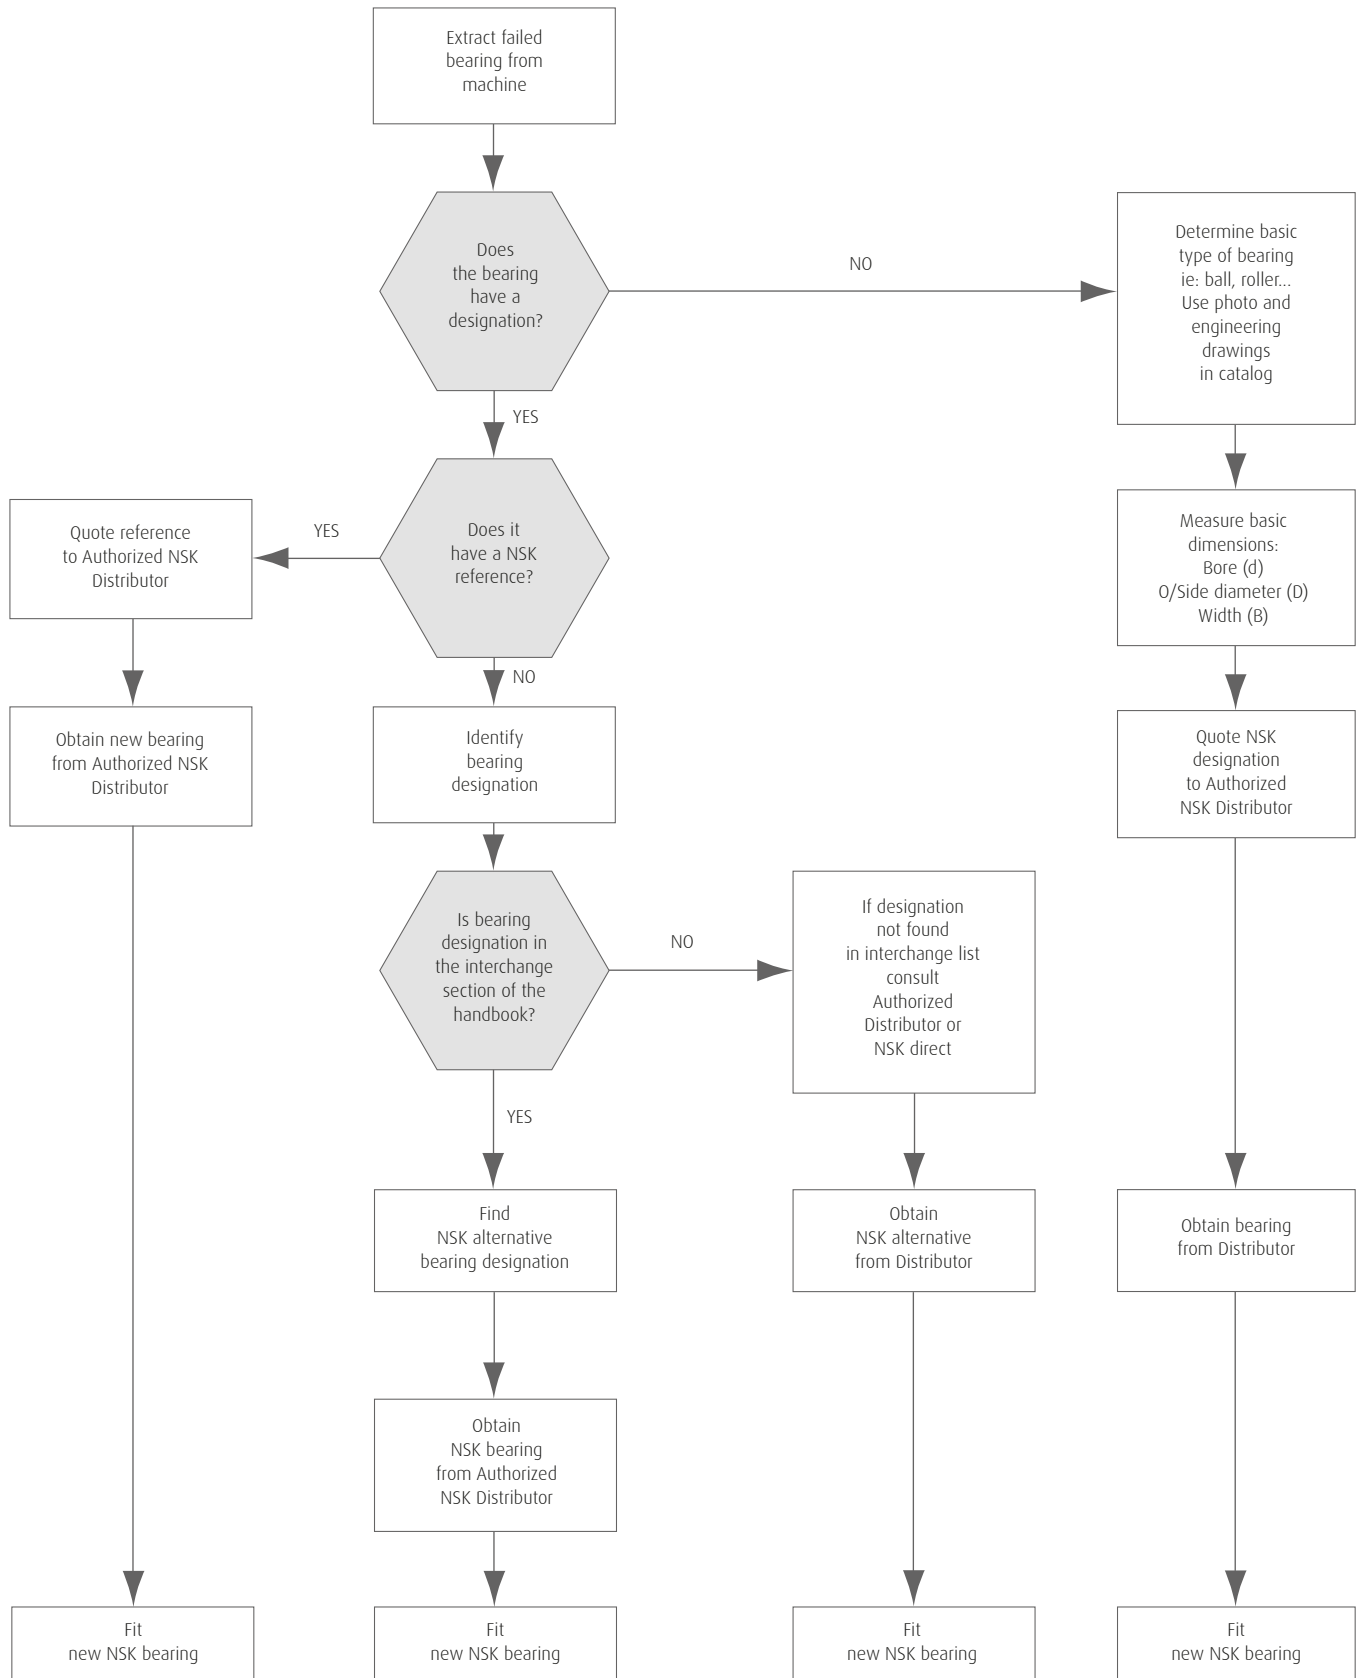 Extract failed
bearing from
machine
Does
the bearing
have a
designation?
NO
Determine basic
type of bearing
ie: ball, roller...
Use photo and
engineering
drawings
in catalog
YES
Quote reference
to Authorized NSK
Distributor
YES
Does it
have a NSK
reference?
Measure basic
dimensions:
Bore (d)
O/Side diameter (D)
Width (B)
NO
Obtain new bearing
from Authorized NSK
Distributor
Identify
bearing
designation
Quote NSK
designation
to Authorized
NSK Distributor
Is bearing
designation in
the interchange
section of the
handbook?
NO
If designation
not found
in interchange list
consult
Authorized
Distributor or
NSK direct
YES
Find
NSK alternative
bearing designation
Obtain
NSK alternative
from Distributor
Obtain bearing
from Distributor
Obtain
NSK bearing
from Authorized
NSK Distributor
Fit
new NSK bearing
Fit
new NSK bearing
Fit
new NSK bearing
Fit
new NSK bearing